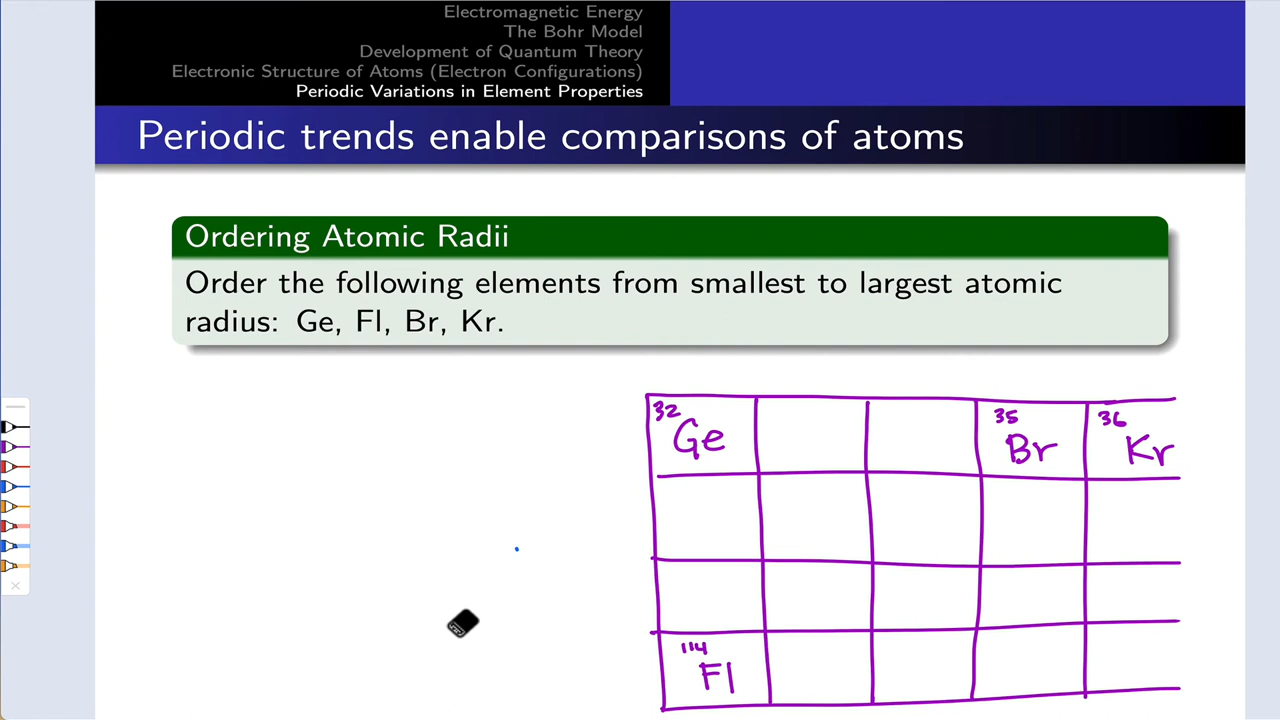 Electromagnetic Energy
The Bohr Model
Development of Quantum Theory
Electronic Structure of Atoms (Electron Configurations)
Periodic Variations in Element Properties
Periodic trends enable comparisons of atoms
Ordering Atomic Radii
Order the following elements from smallest to largest atomic
radius: Ge, Fl, Br, Kr.
32 35 36
Ge Br Kr
114
Fl